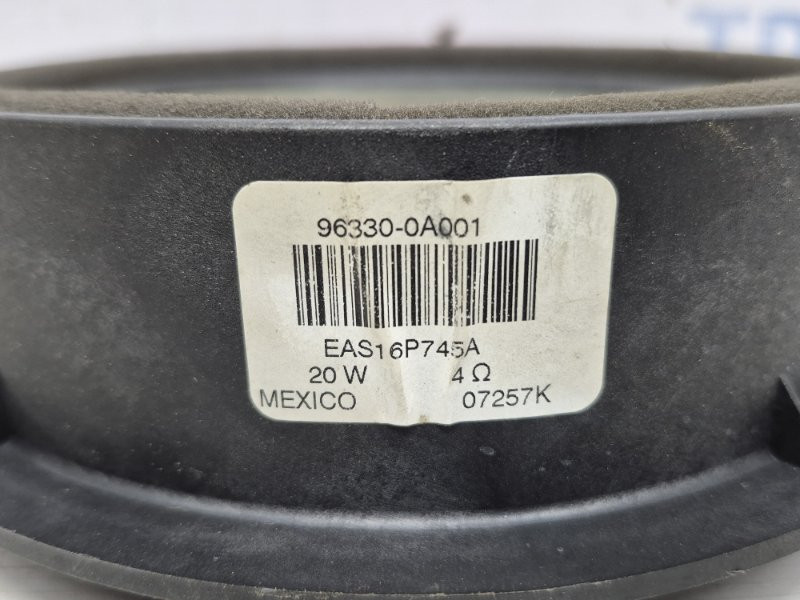 96330-0A001
EAS16P745A
20 W 4 Ω
MEXICO 07257K